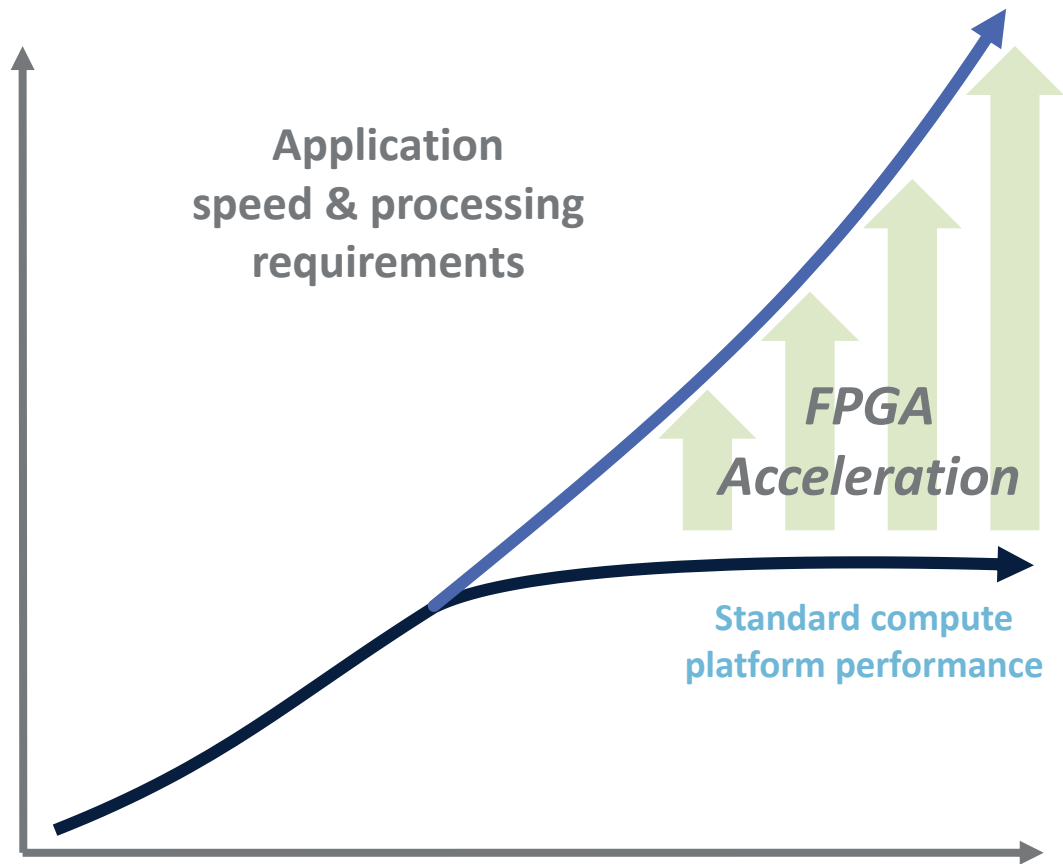 Application
speed & processing
requirements
FPGA
Acceleration
Standard compute
platform performance